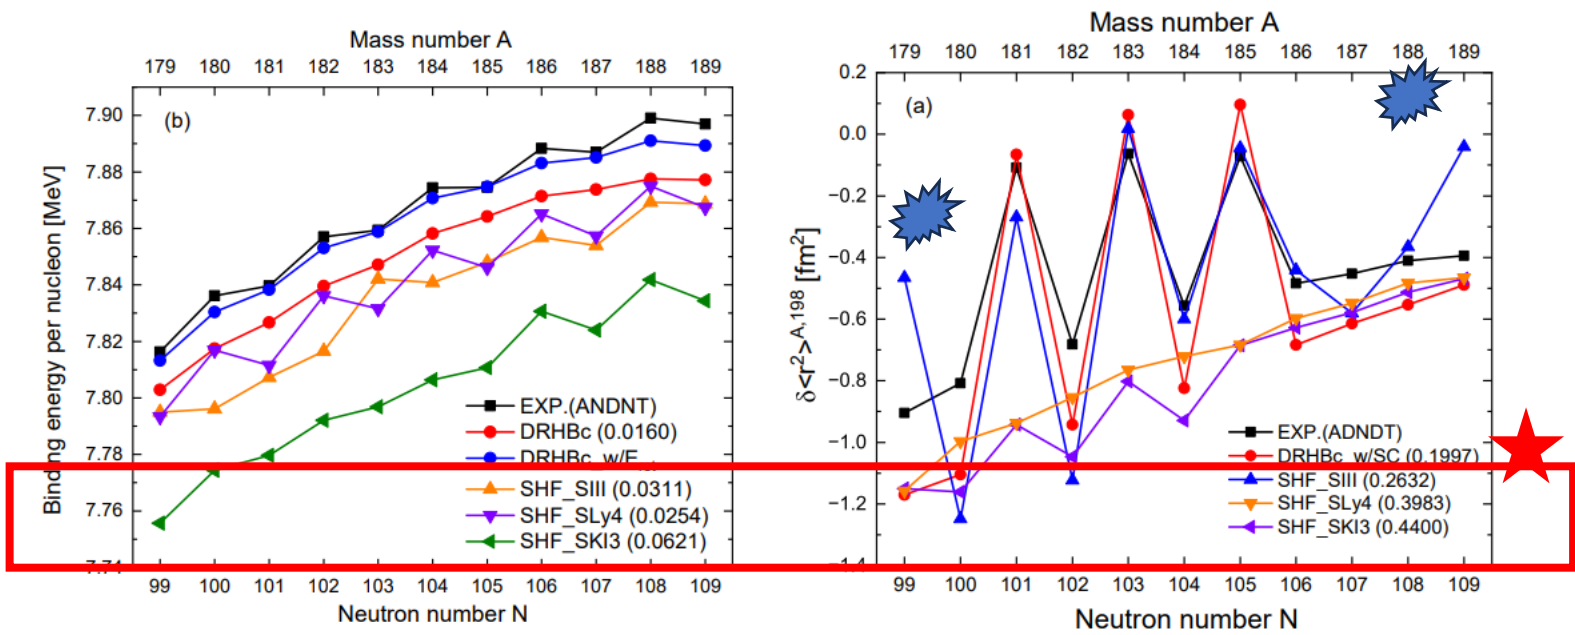 Mass number A
179 180 181 182 183 184 185 186 187 188 189
(b)
7.90
7.88
7.86
7.84
7.82
7.80
7.78
7.76
Binding energy per nucleon [MeV]
EXP.(ANDNT)
DRHBc (0.0160)
SHF_SIII (0.0311)
SHF_SLy4 (0.0254)
SHF_SKI3 (0.0621)
99 100 101 102 103 104 105 106 107 108 109
Neutron number N
Mass number A
179 180 181 182 183 184 185 186 187 188 189
(a)
0.2
0.0
−0.2
−0.4
−0.6
−0.8
−1.0
−1.2
δ<r²>^A,198 [fm²]
EXP.(ADNDT)
DRHBc_w/SC (0.1997)
SHF_SIII (0.2632)
SHF_SLy4 (0.3983)
SHF_SKI3 (0.4400)
99 100 101 102 103 104 105 106 107 108 109
Neutron number N